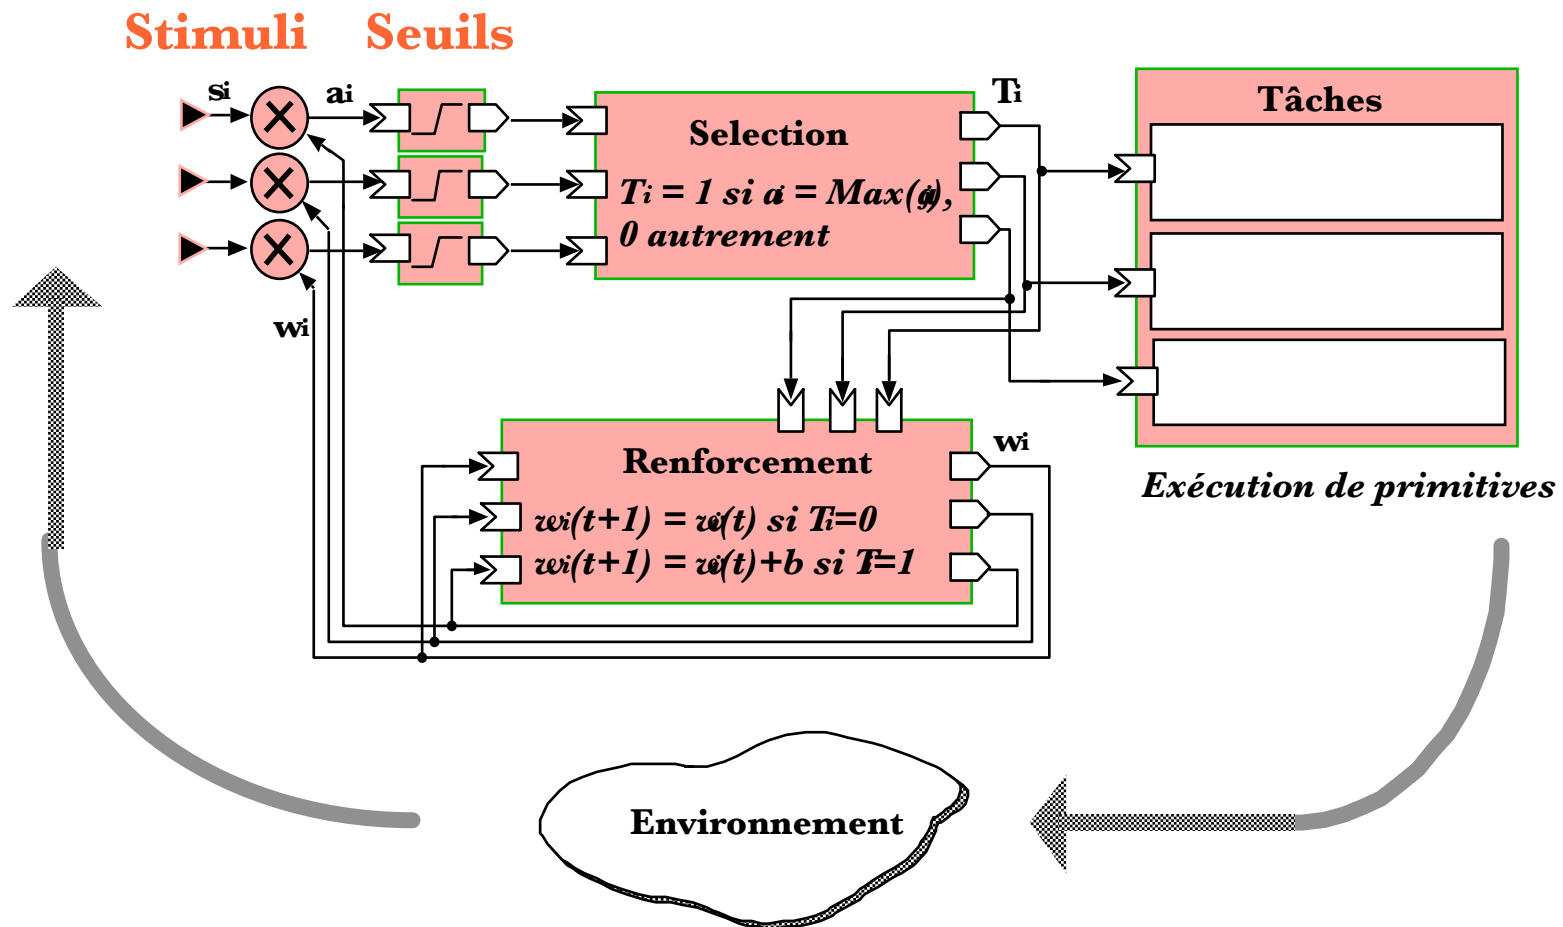 Stimuli Seuils
si
ai
Ti
Tâches
Selection
Ti = 1 si ai = Max(aj),
0 autrement
wi
wi
Renforcement
wi(t+1) = wi(t) si Ti=0
wi(t+1) = wi(t)+b si Ti=1
Exécution de primitives
Environnement